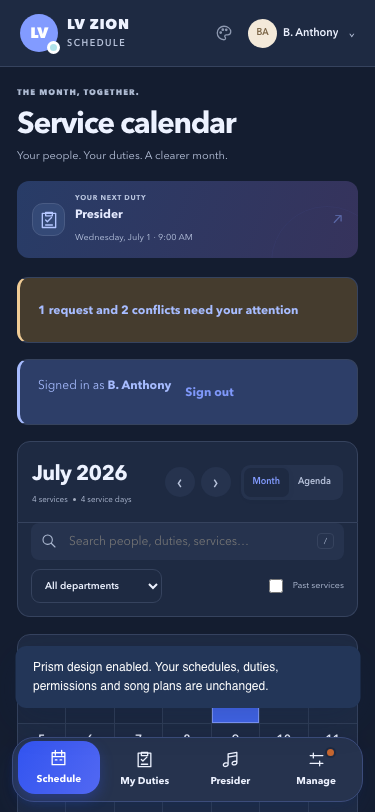 LV
LV ZION
SCHEDULE
BA
B. Anthony
THE MONTH, TOGETHER.
Service calendar
Your people. Your duties. A clearer month.
YOUR NEXT DUTY
Presider
Wednesday, July 1 · 9:00 AM
1 request and 2 conflicts need your attention
Signed in as B. Anthony Sign out
July 2026
4 services • 4 service days
Month Agenda
Search people, duties, services…
/
All departments
Past services
Prism design enabled. Your schedules, duties,
permissions and song plans are unchanged.
Schedule
My Duties
Presider
Manage